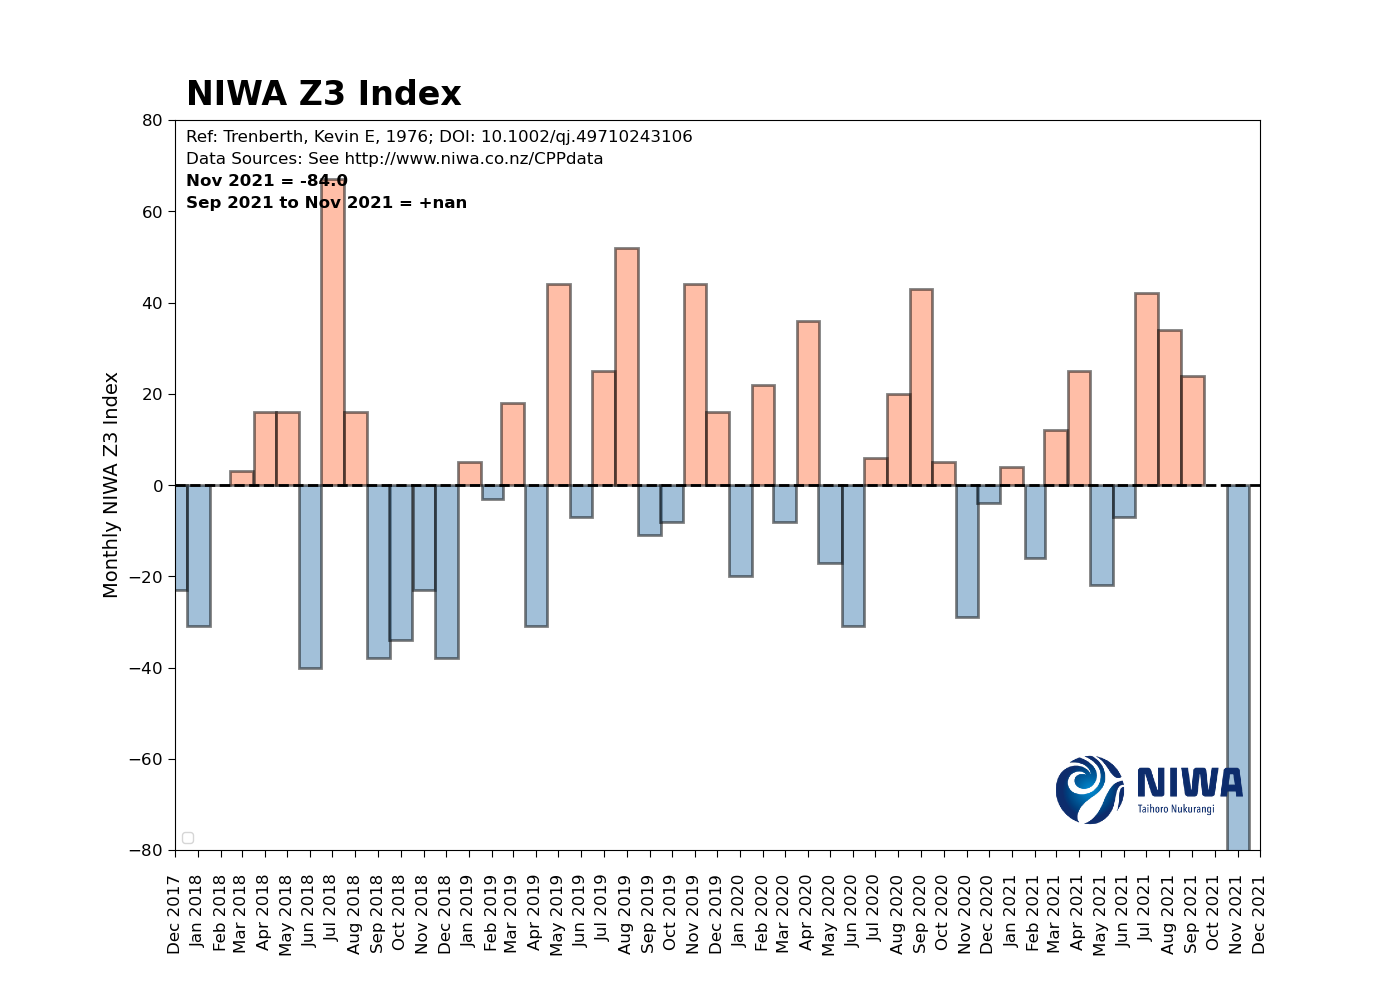 NIWA Z3 Index
Ref: Trenberth, Kevin E, 1976; DOI: 10.1002/qj.49710243106
Data Sources: See http://www.niwa.co.nz/CPPdata
Nov 2021 = -84.0
Sep 2021 to Nov 2021 = +nan
Monthly NIWA Z3 Index
80
60
40
20
0
−20
−40
−60
−80
NIWA
Taihoro Nukurangi
Dec 2017
Jan 2018
Feb 2018
Mar 2018
Apr 2018
May 2018
Jun 2018
Jul 2018
Aug 2018
Sep 2018
Oct 2018
Nov 2018
Dec 2018
Jan 2019
Feb 2019
Mar 2019
Apr 2019
May 2019
Jun 2019
Jul 2019
Aug 2019
Sep 2019
Oct 2019
Nov 2019
Dec 2019
Jan 2020
Feb 2020
Mar 2020
Apr 2020
May 2020
Jun 2020
Jul 2020
Aug 2020
Sep 2020
Oct 2020
Nov 2020
Dec 2020
Jan 2021
Feb 2021
Mar 2021
Apr 2021
May 2021
Jun 2021
Jul 2021
Aug 2021
Sep 2021
Oct 2021
Nov 2021
Dec 2021